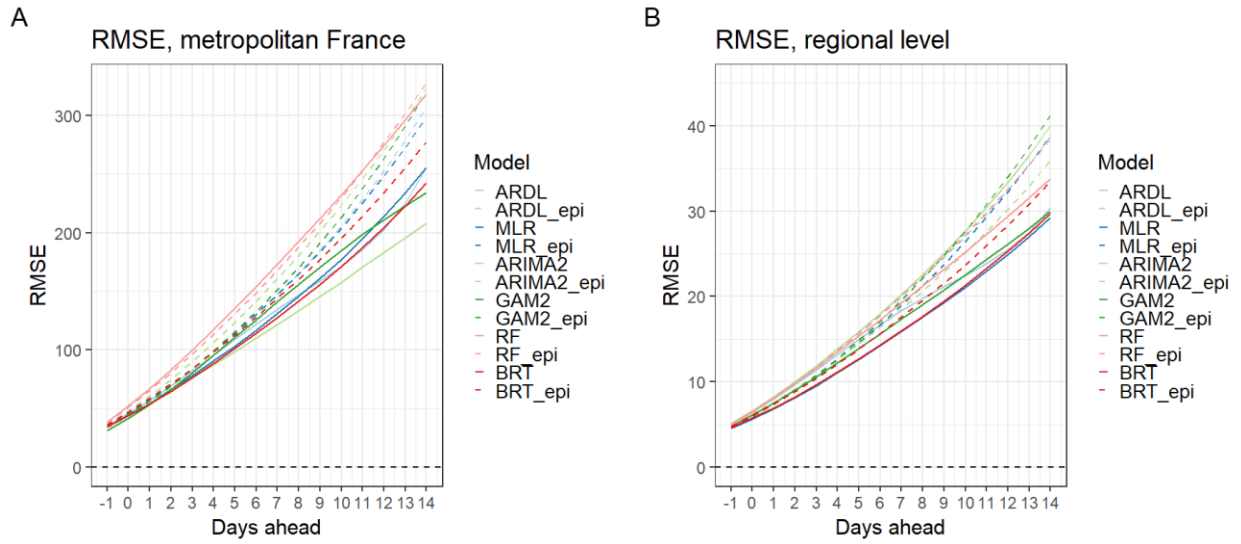 A
RMSE, metropolitan France
RMSE
300
200
100
0
-1 0 1 2 3 4 5 6 7 8 9 10 11 12 13 14
Days ahead
Model
ARDL
ARDL_epi
MLR
MLR_epi
ARIMA2
ARIMA2_epi
GAM2
GAM2_epi
RF
RF_epi
BRT
BRT_epi
B
RMSE, regional level
RMSE
40
30
20
10
0
-1 0 1 2 3 4 5 6 7 8 9 10 11 12 13 14
Days ahead
Model
ARDL
ARDL_epi
MLR
MLR_epi
ARIMA2
ARIMA2_epi
GAM2
GAM2_epi
RF
RF_epi
BRT
BRT_epi